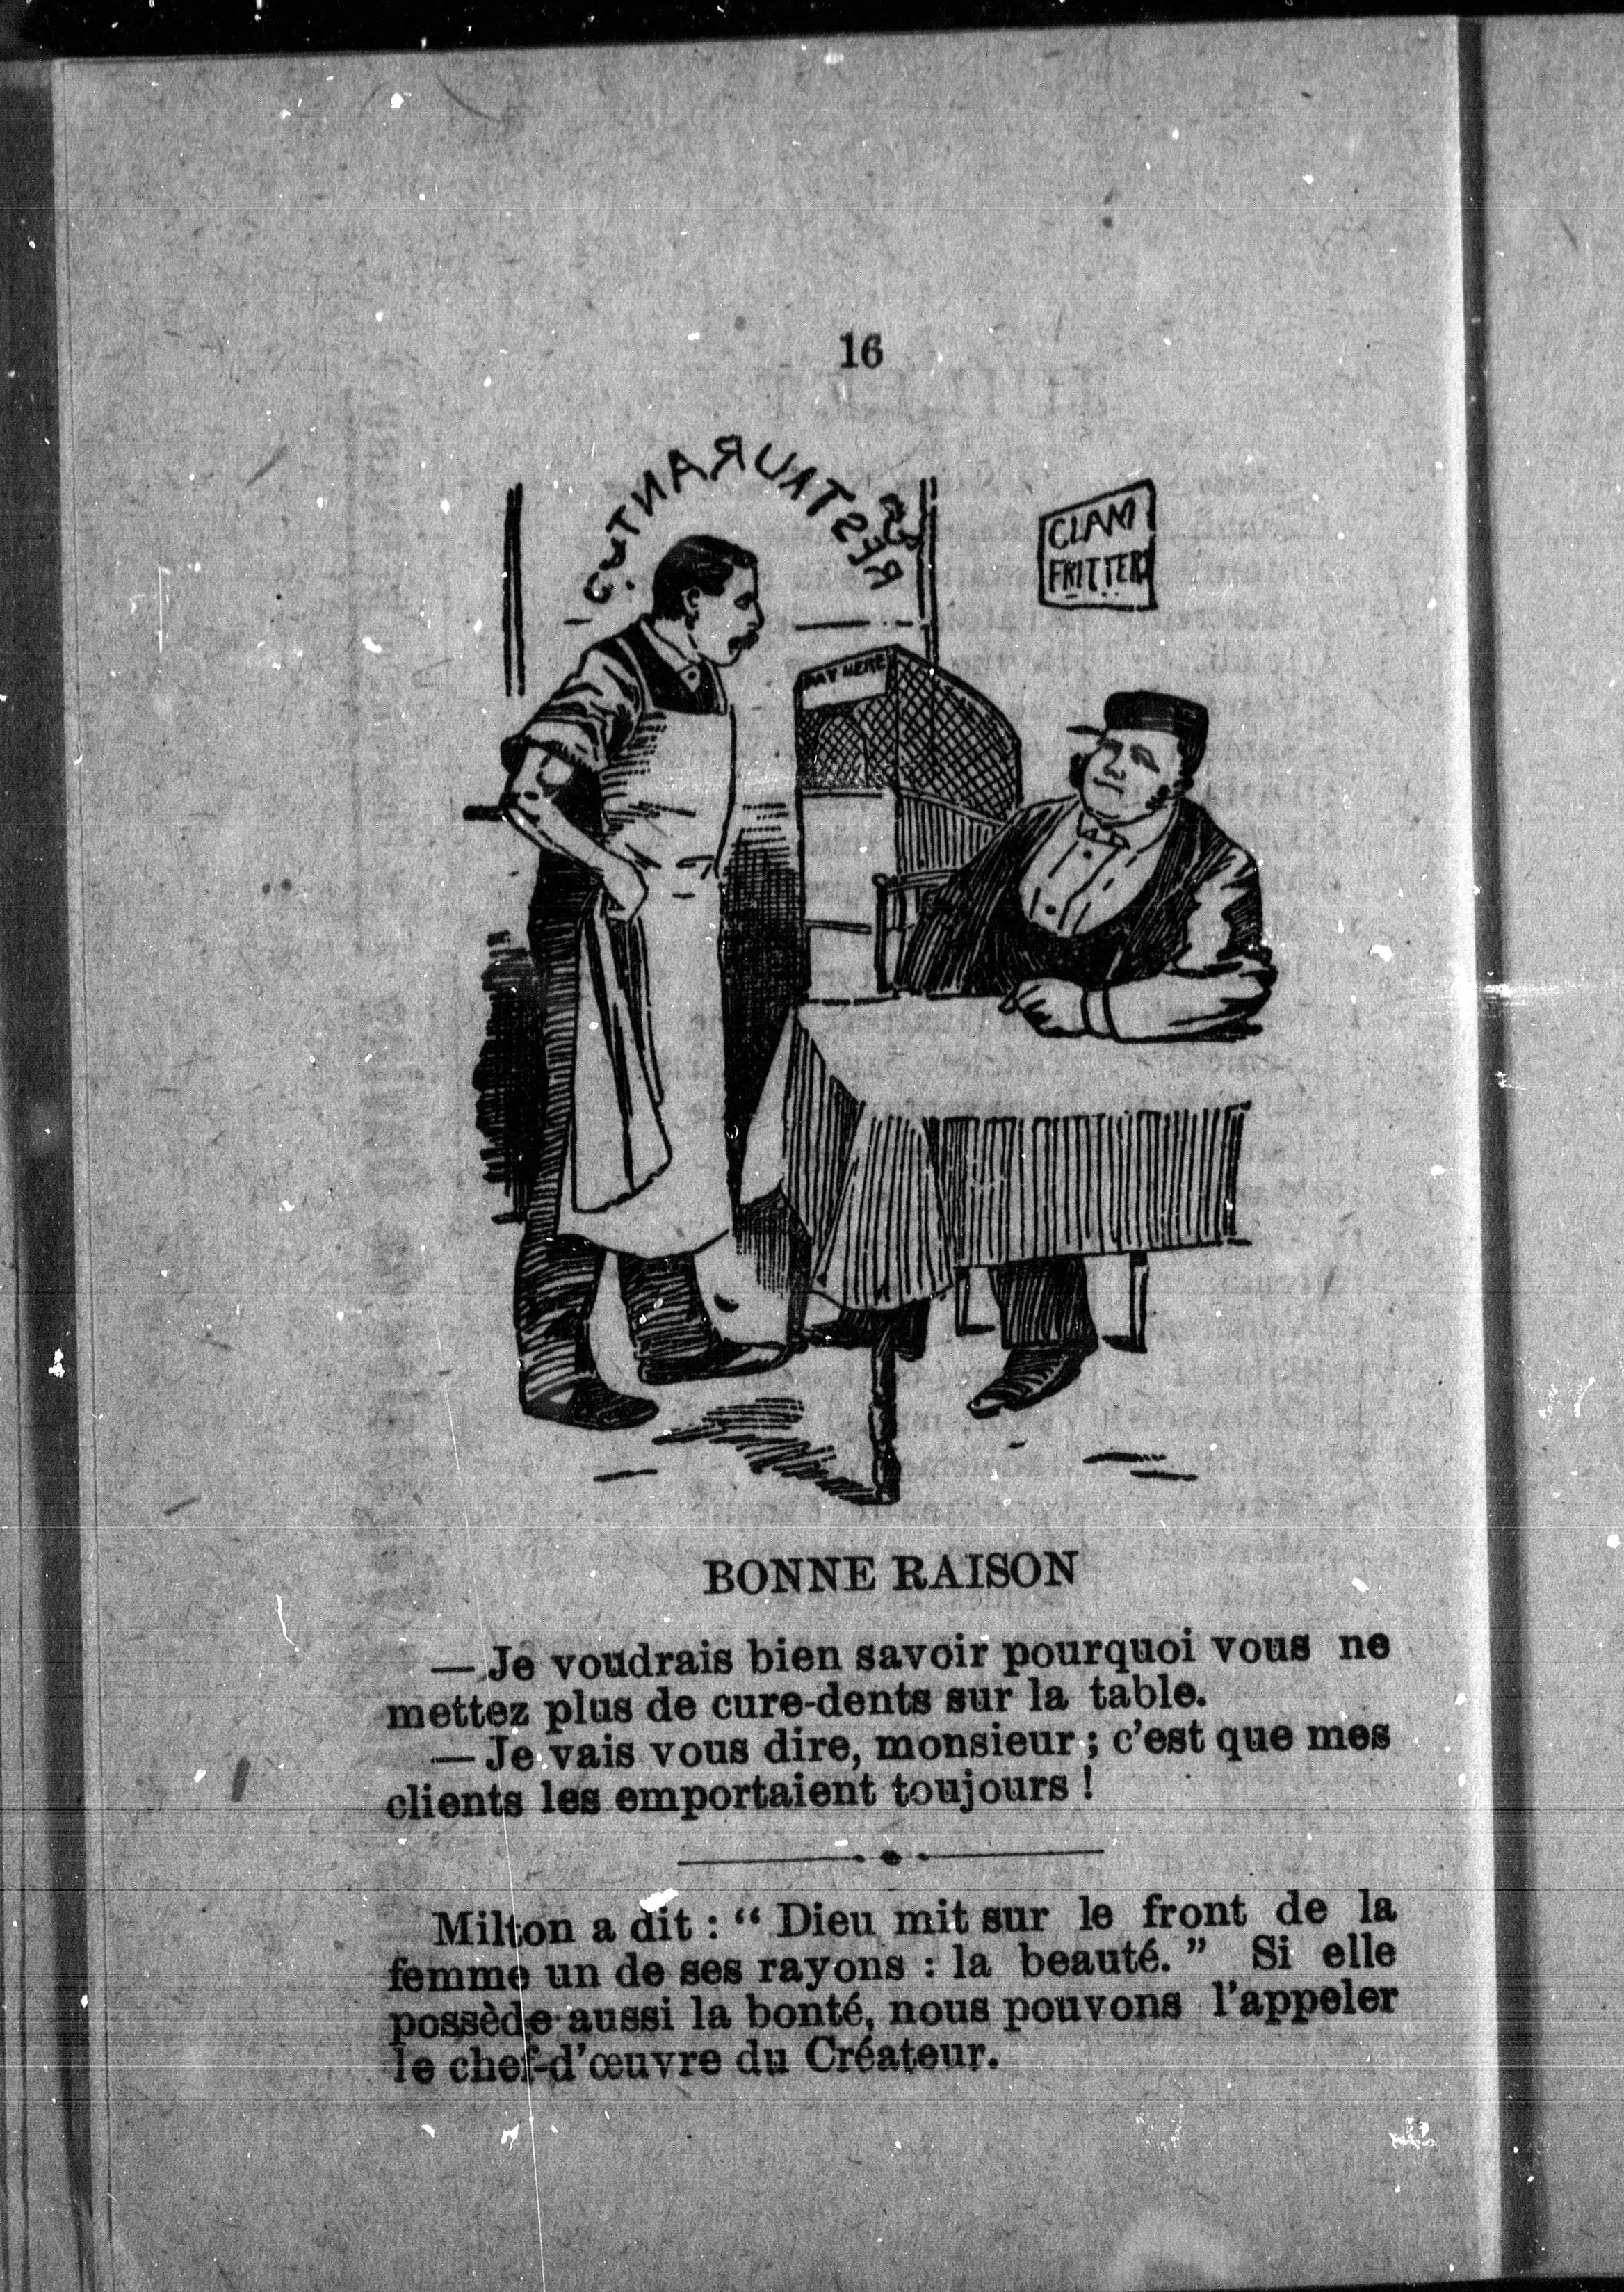 16
RESTAURANT
CLAM
FRITTERS
PAY HERE
BONNE RAISON
— Je voudrais bien savoir pourquoi vous ne
mettez plus de cure-dents sur la table.
— Je vais vous dire, monsieur ; c'est que mes
clients les emportaient toujours !
Milton a dit : “ Dieu mit sur le front de la
femme un de ses rayons : la beauté. ” Si elle
possède aussi la bonté, nous pouvons l'appeler
le chef-d'œuvre du Créateur.